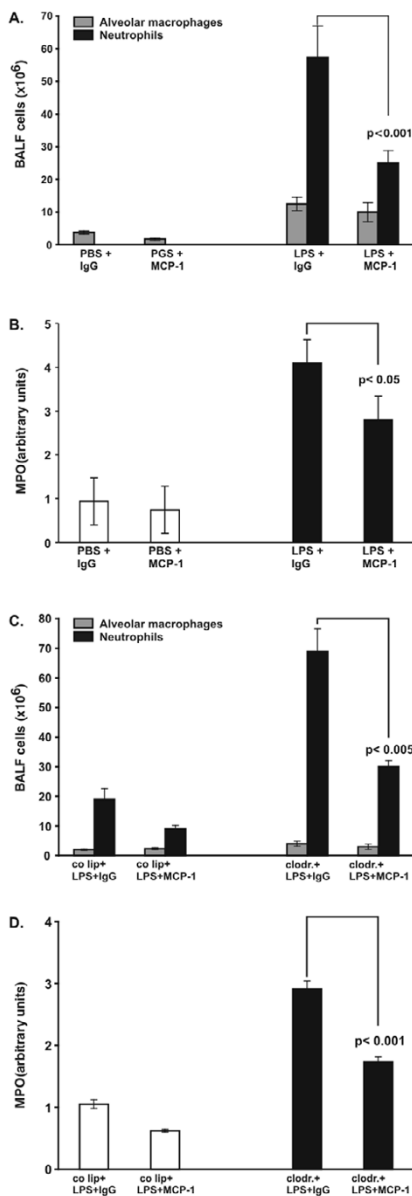 A.
Alveolar macrophages
Neutrophils
BALF cells (x10⁶)
70
60
50
40
30
20
10
0
p<0.001
PBS +
IgG
PGS +
MCP-1
LPS +
IgG
LPS +
MCP-1
B.
MPO(arbitrary units)
5
4
3
2
1
0
p< 0.05
PBS +
IgG
PBS +
MCP-1
LPS +
IgG
LPS +
MCP-1
C.
Alveolar macrophages
Neutrophils
BALF cells (x10⁶)
80
70
60
50
40
30
20
10
0
p< 0.005
co lip+
LPS+IgG
co lip+
LPS+MCP-1
clodr.+
LPS+IgG
clodr.+
LPS+MCP-1
D.
MPO(arbitrary units)
4
3
2
1
0
p< 0.001
co lip+
LPS+IgG
co lip+
LPS+MCP-1
clodr.+
LPS+IgG
clodr.+
LPS+MCP-1